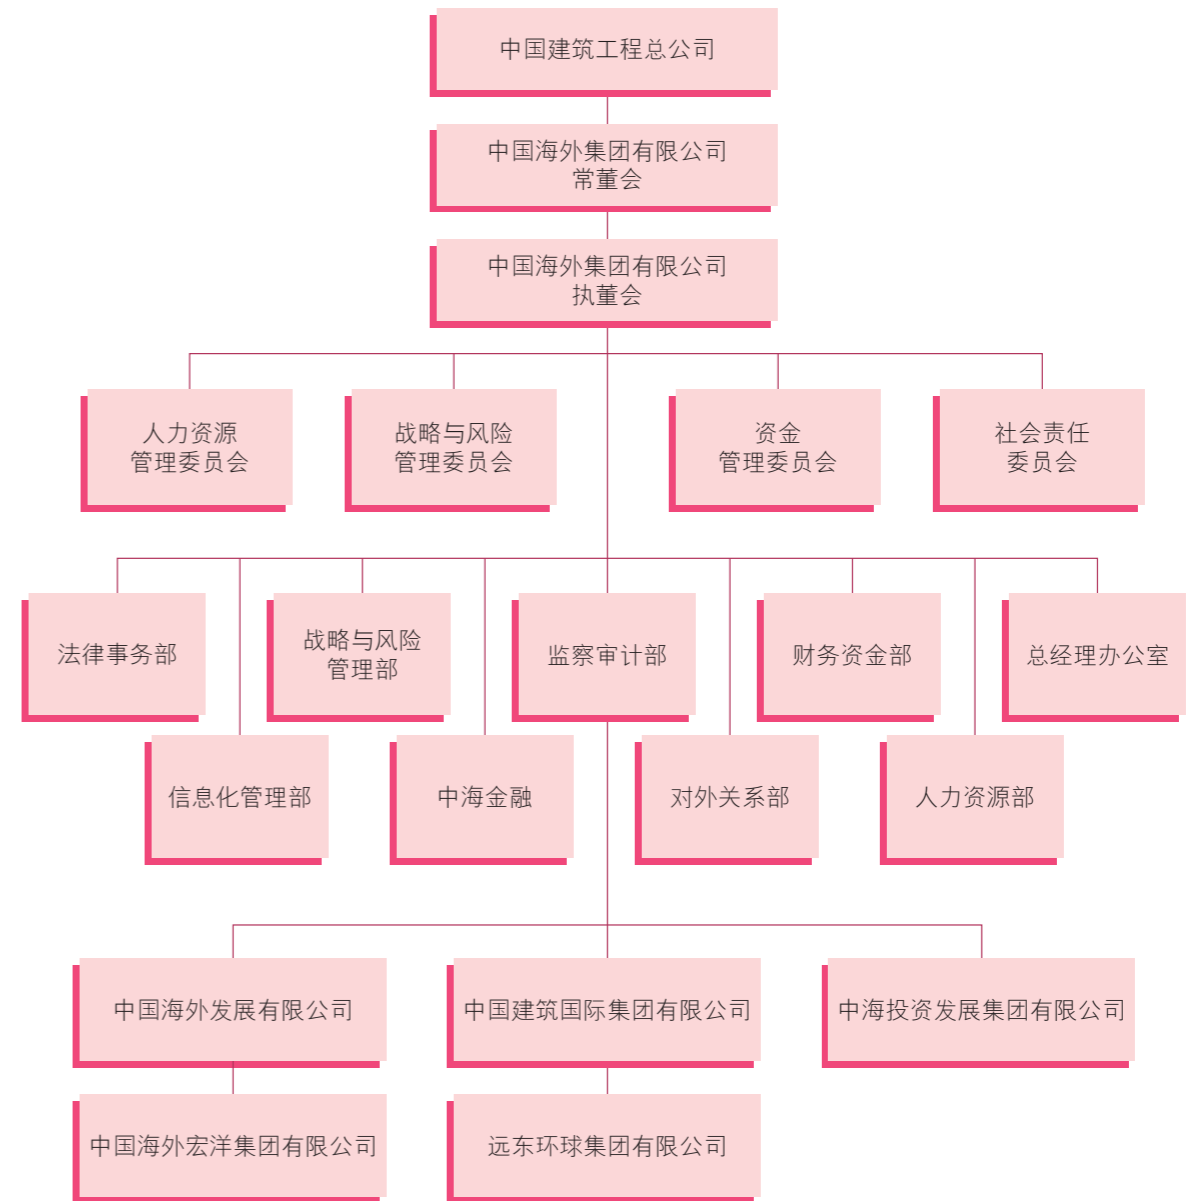 中国建筑工程总公司
中国海外集团有限公司
常董会
中国海外集团有限公司
执董会
人力资源
管理委员会
战略与风险
管理委员会
资金
管理委员会
社会责任
委员会
法律事务部
战略与风险
管理部
监察审计部
财务资金部
总经理办公室
信息化管理部
中海金融
对外关系部
人力资源部
中国海外发展有限公司
中国建筑国际集团有限公司
中海投资发展集团有限公司
中国海外宏洋集团有限公司
远东环球集团有限公司